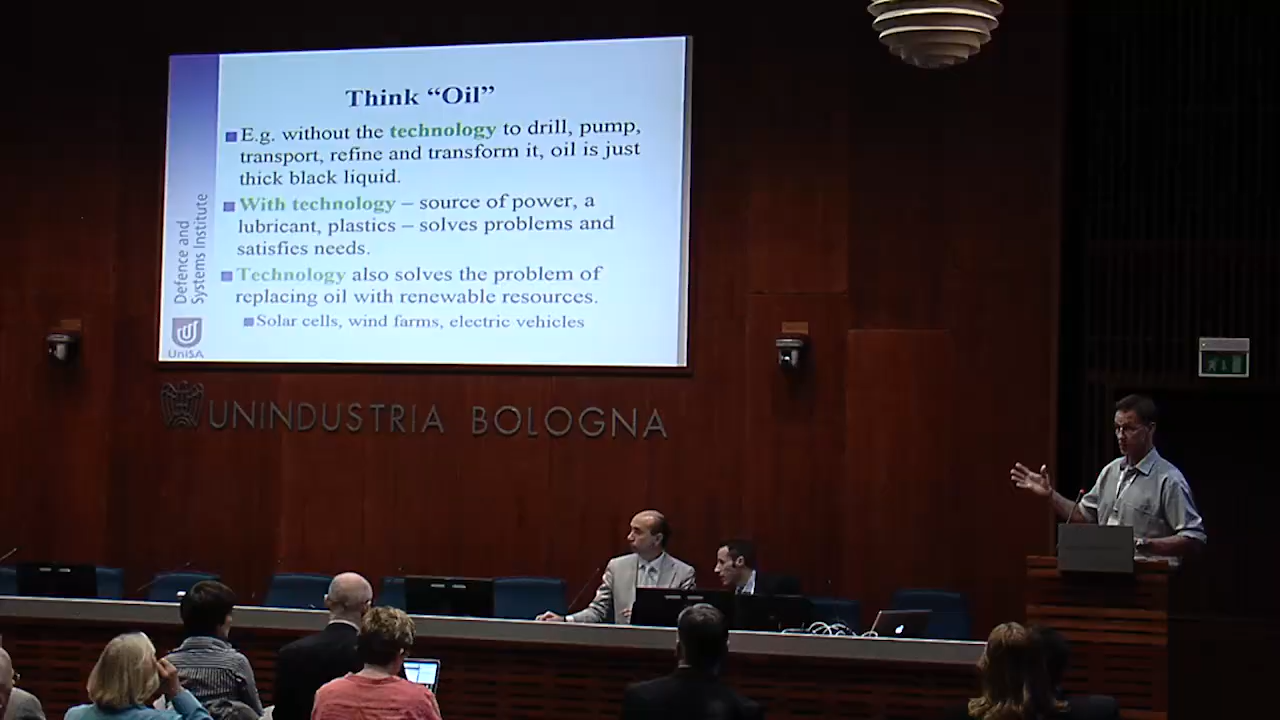 Think “Oil”
E.g. without the technology to drill, pump,
transport, refine and transform it, oil is just
thick black liquid.
With technology – source of power, a
lubricant, plastics – solves problems and
satisfies needs.
Technology also solves the problem of
replacing oil with renewable resources.
Solar cells, wind farms, electric vehicles
Defence and
Systems Institute
UniSA
UNINDUSTRIA BOLOGNA